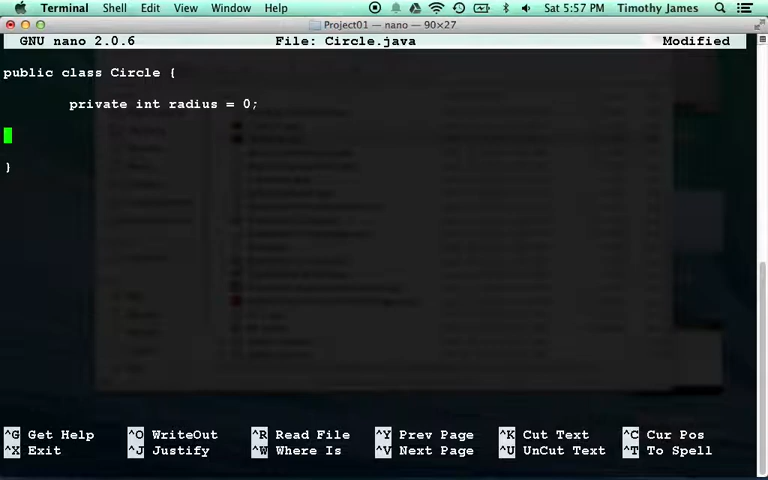 Terminal Shell Edit View Window Help Sat 5:57 PM Timothy James
Project01 — nano — 90×27
GNU nano 2.0.6 File: Circle.java Modified
public class Circle {
private int radius = 0;
}
^G Get Help ^O WriteOut ^R Read File ^Y Prev Page ^K Cut Text ^C Cur Pos
^X Exit ^J Justify ^W Where Is ^V Next Page ^U UnCut Text ^T To Spell